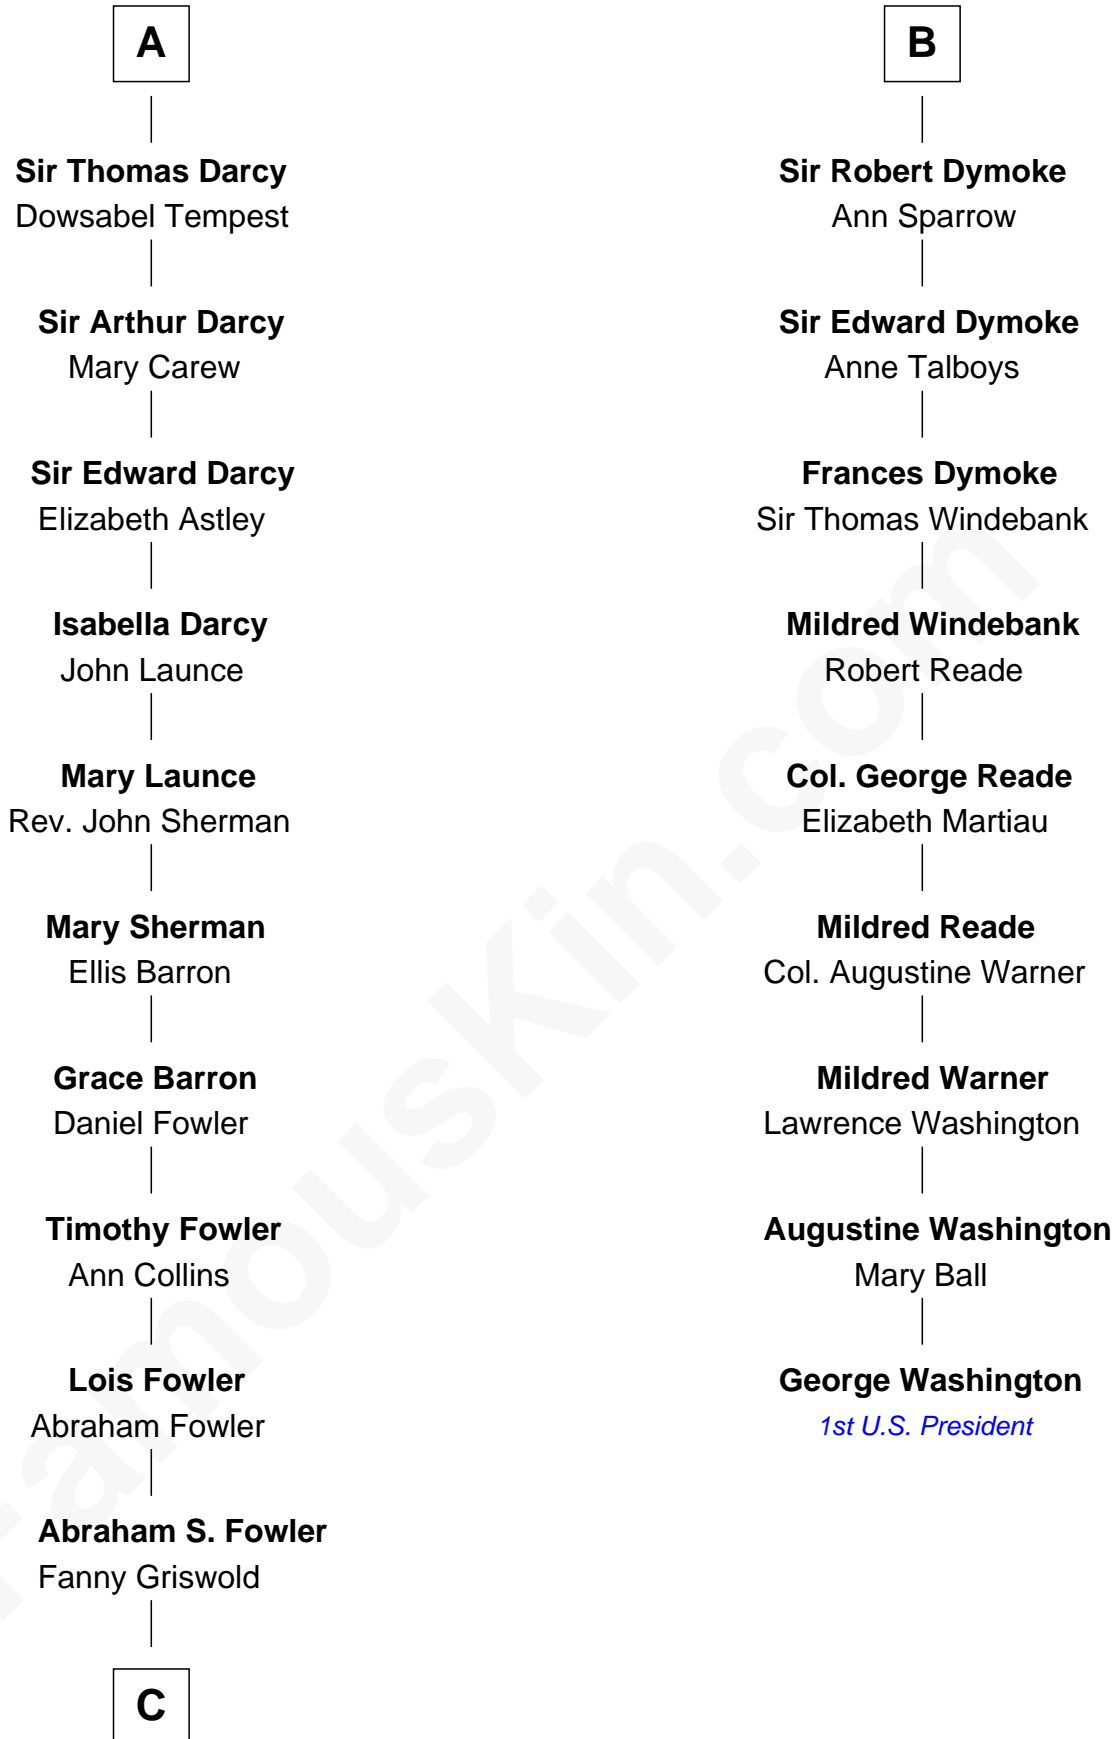 A
Sir Thomas Darcy
Dowsabel Tempest
Sir Arthur Darcy
Mary Carew
Sir Edward Darcy
Elizabeth Astley
Isabella Darcy
John Launce
Mary Launce
Rev. John Sherman
Mary Sherman
Ellis Barron
Grace Barron
Daniel Fowler
Timothy Fowler
Ann Collins
Lois Fowler
Abraham Fowler
Abraham S. Fowler
Fanny Griswold
C
B
Sir Robert Dymoke
Ann Sparrow
Sir Edward Dymoke
Anne Talboys
Frances Dymoke
Sir Thomas Windebank
Mildred Windebank
Robert Reade
Col. George Reade
Elizabeth Martiau
Mildred Reade
Col. Augustine Warner
Mildred Warner
Lawrence Washington
Augustine Washington
Mary Ball
George Washington
1st U.S. President
FamousKin.com